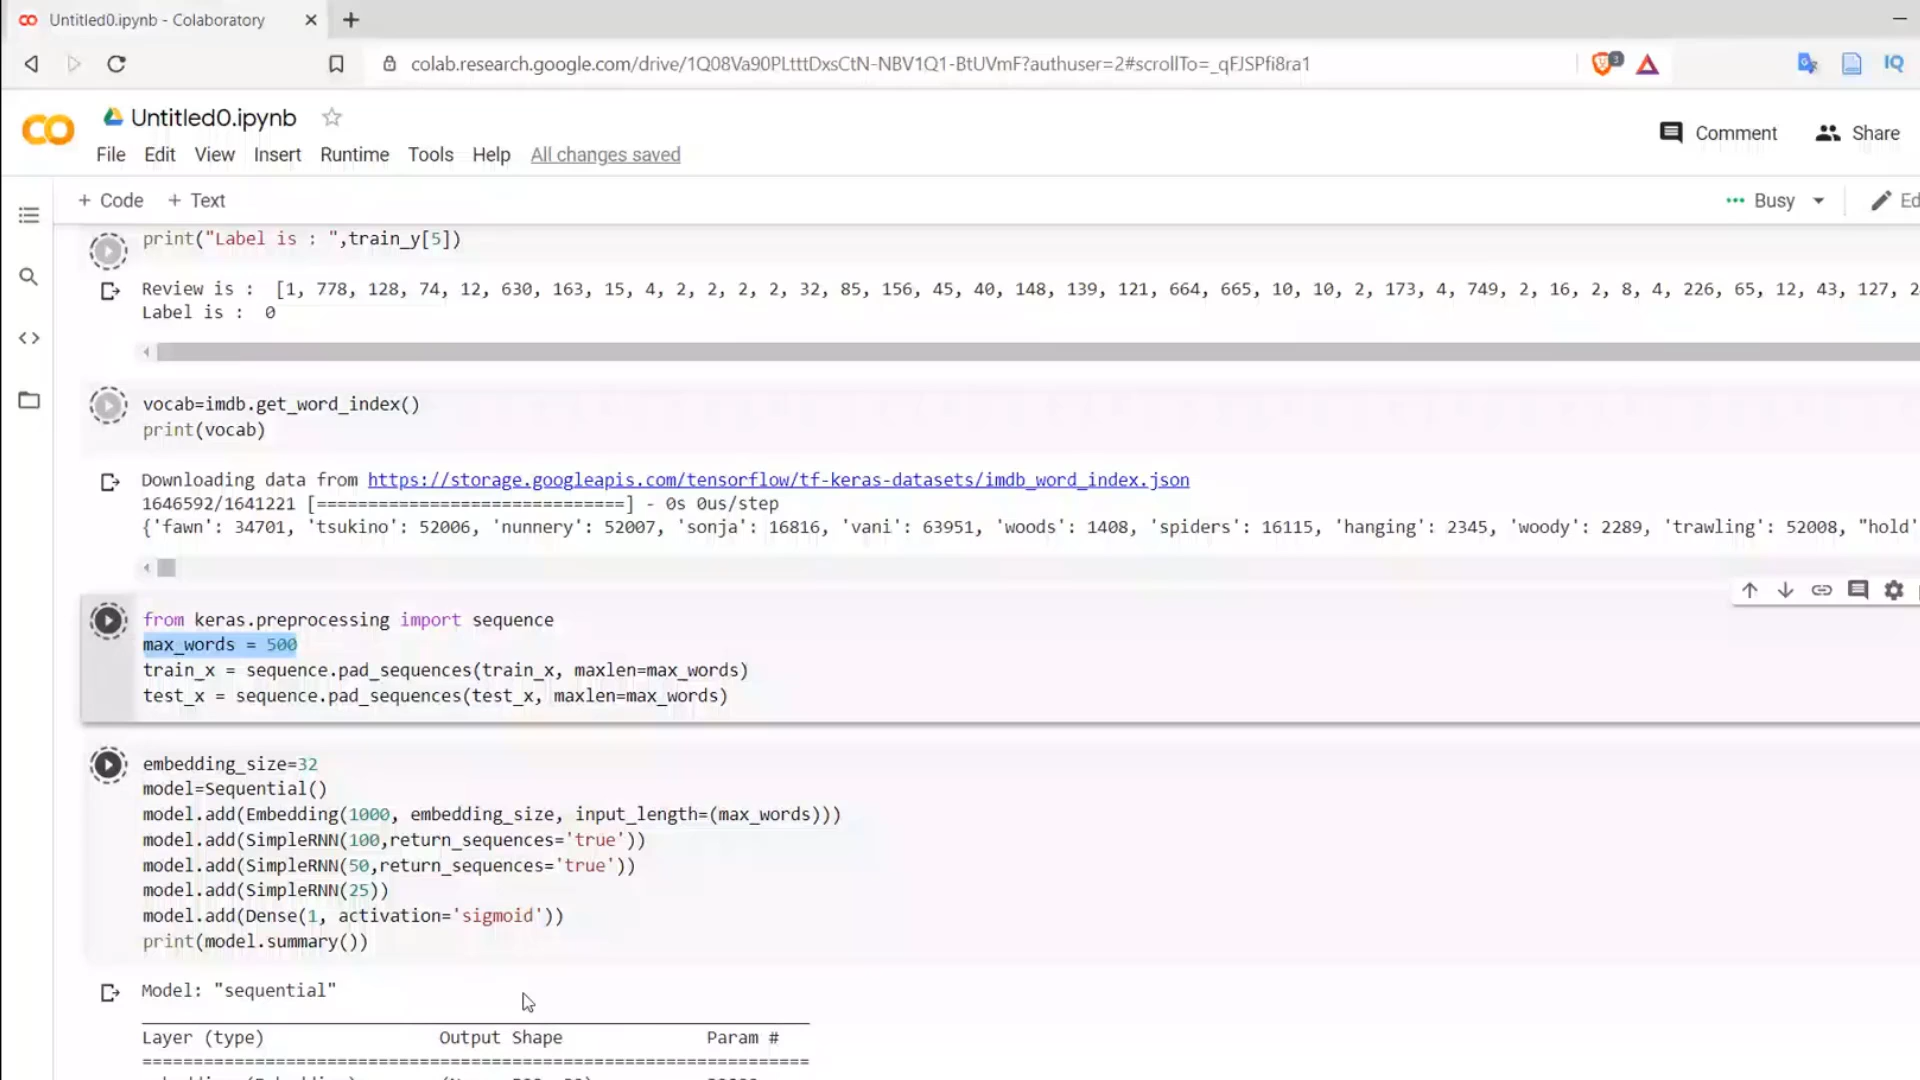 Untitled0.ipynb - Colaboratory
colab.research.google.com/drive/1Q08Va90PLtttDxsCtN-NBV1Q1-BtUVmF?authuser=2#scrollTo=_qFJSPfi8ra1
3
IQ
Untitled0.ipynb
Comment
Share
File Edit View Insert Runtime Tools Help All changes saved
+ Code + Text
Busy
Ed
print("Label is : ",train_y[5])
Review is :  [1, 778, 128, 74, 12, 630, 163, 15, 4, 2, 2, 2, 2, 32, 85, 156, 45, 40, 148, 139, 121, 664, 665, 10, 10, 2, 173, 4, 749, 2, 16, 2, 8, 4, 226, 65, 12, 43, 127, 2
Label is :  0
vocab=imdb.get_word_index()
print(vocab)
Downloading data from https://storage.googleapis.com/tensorflow/tf-keras-datasets/imdb_word_index.json
1646592/1641221 [==============================] - 0s 0us/step
{'fawn': 34701, 'tsukino': 52006, 'nunnery': 52007, 'sonja': 16816, 'vani': 63951, 'woods': 1408, 'spiders': 16115, 'hanging': 2345, 'woody': 2289, 'trawling': 52008, "hold'
from keras.preprocessing import sequence
max_words = 500
train_x = sequence.pad_sequences(train_x, maxlen=max_words)
test_x = sequence.pad_sequences(test_x, maxlen=max_words)
embedding_size=32
model=Sequential()
model.add(Embedding(1000, embedding_size, input_length=(max_words)))
model.add(SimpleRNN(100,return_sequences='true'))
model.add(SimpleRNN(50,return_sequences='true'))
model.add(SimpleRNN(25))
model.add(Dense(1, activation='sigmoid'))
print(model.summary())
Model: "sequential"
Layer (type) Output Shape Param #